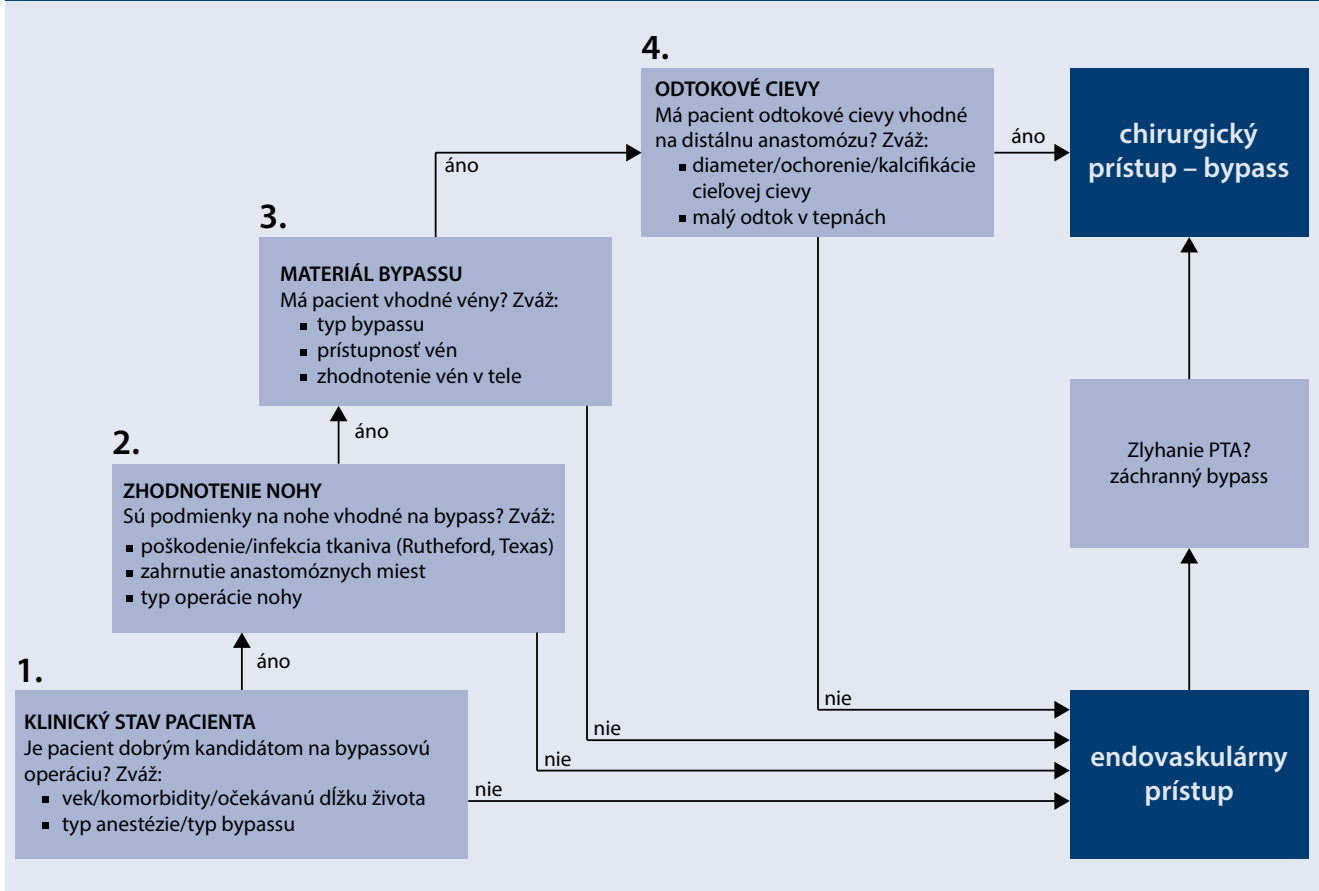 1.
KLINICKÝ STAV PACIENTA
Je pacient dobrým kandidátom na bypassovú
operáciu? Zváž:
▪ vek/komorbidity/očekávanú dĺžku života
▪ typ anestézie/typ bypassu
áno
nie
2.
ZHODNOTENIE NOHY
Sú podmienky na nohe vhodné na bypass? Zváž:
▪ poškodenie/infekcia tkaniva (Rutheford, Texas)
▪ zahrnutie anastomóznych miest
▪ typ operácie nohy
áno
nie
3.
MATERIÁL BYPASSU
Má pacient vhodné vény? Zváž:
▪ typ bypassu
▪ prístupnosť vén
▪ zhodnotenie vén v tele
áno
nie
4.
ODTOKOVÉ CIEVY
Má pacient odtokové cievy vhodné
na distálnu anastomózu? Zváž:
▪ diameter/ochorenie/kalcifikácie
cieľovej cievy
▪ malý odtok v tepnách
áno
nie
chirurgický
prístup – bypass
Zlyhanie PTA?
záchranný bypass
endovaskulárny
prístup